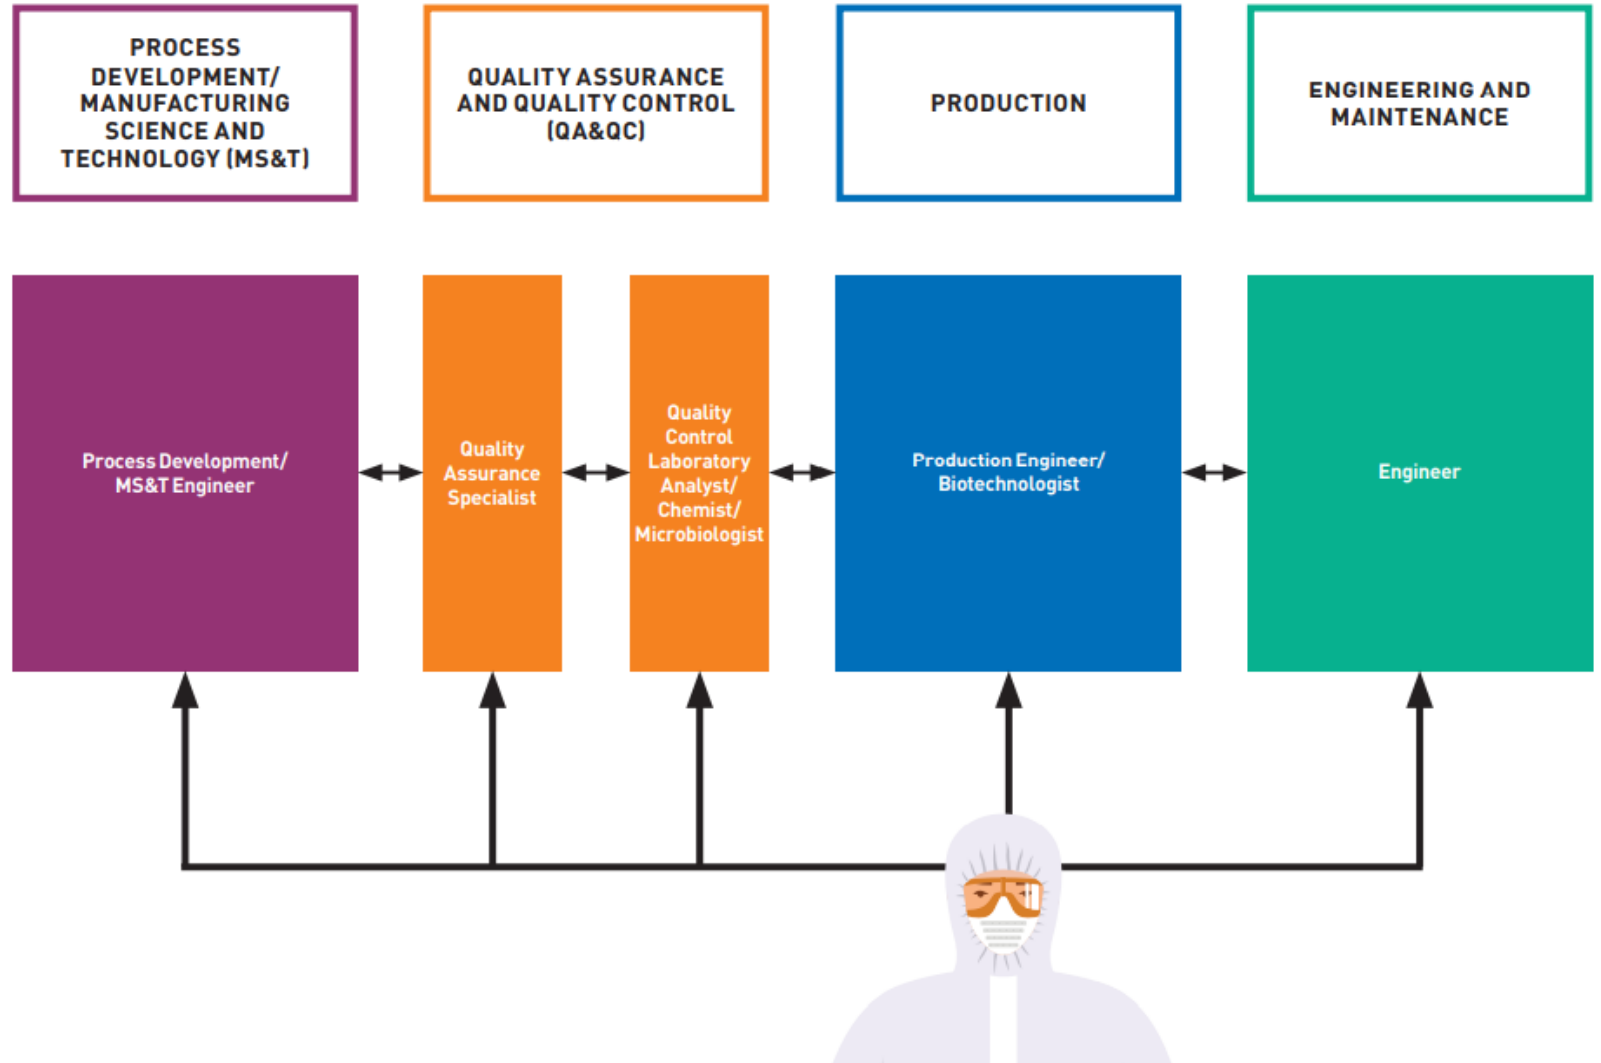 PROCESS
DEVELOPMENT/
MANUFACTURING
SCIENCE AND
TECHNOLOGY (MS&T)
QUALITY ASSURANCE
AND QUALITY CONTROL
(QA&QC)
PRODUCTION
ENGINEERING AND
MAINTENANCE
Process Development/
MS&T Engineer
Quality
Assurance
Specialist
Quality
Control
Laboratory
Analyst/
Chemist/
Microbiologist
Production Engineer/
Biotechnologist
Engineer